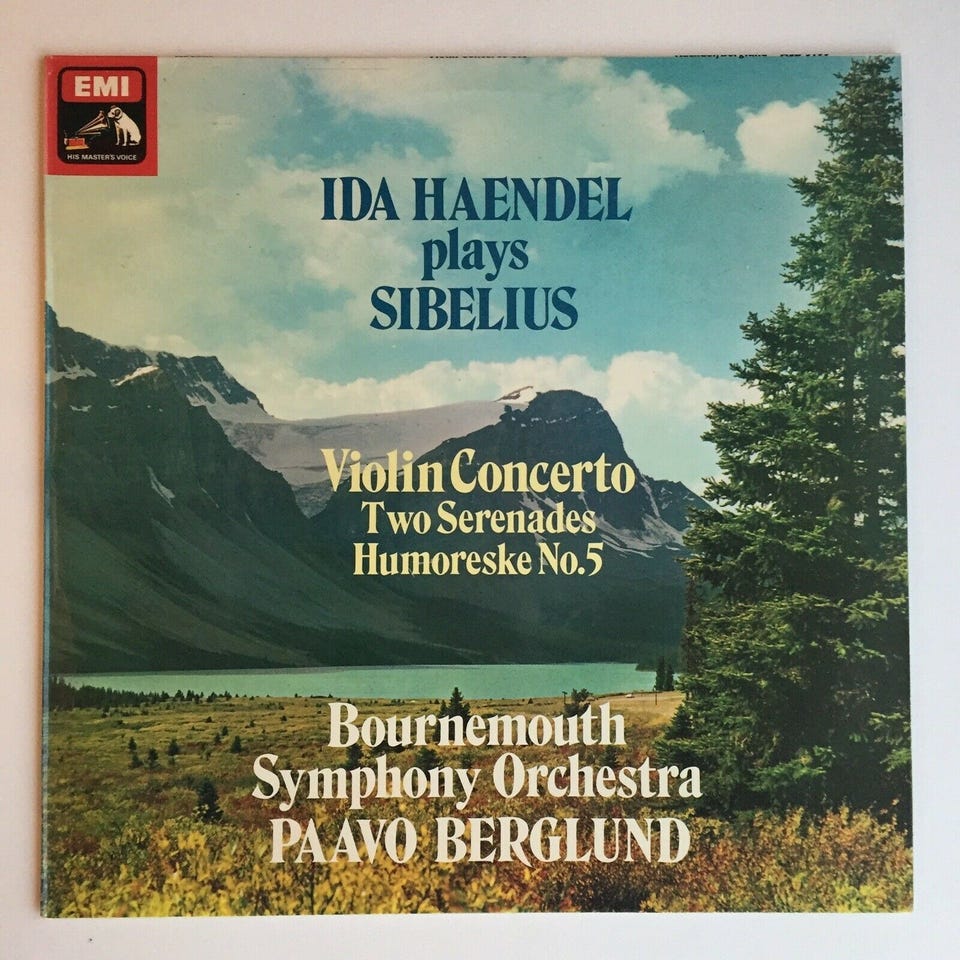 EMI
HIS MASTER'S VOICE
IDA HAENDEL
plays
SIBELIUS
Violin Concerto
Two Serenades
Humoreske No.5
Bournemouth
Symphony Orchestra
PAAVO BERGLUND